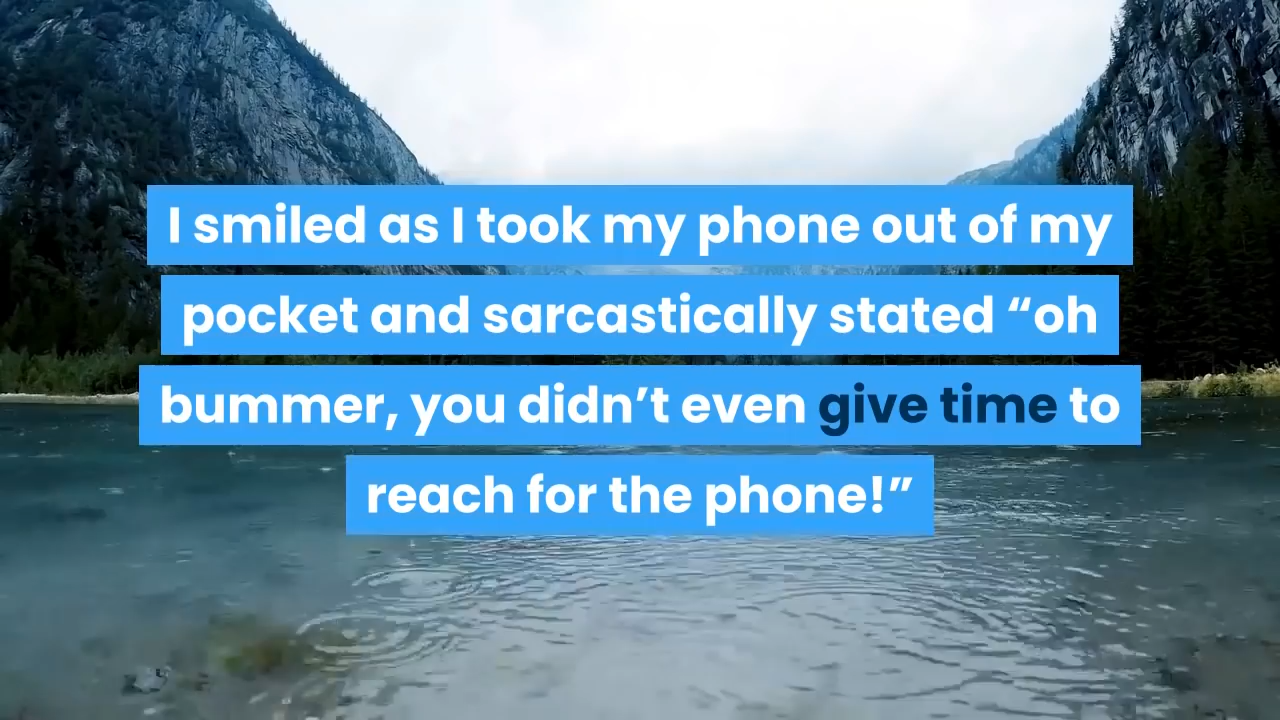 I smiled as I took my phone out of my
pocket and sarcastically stated “oh
bummer, you didn’t even give time to
reach for the phone!”